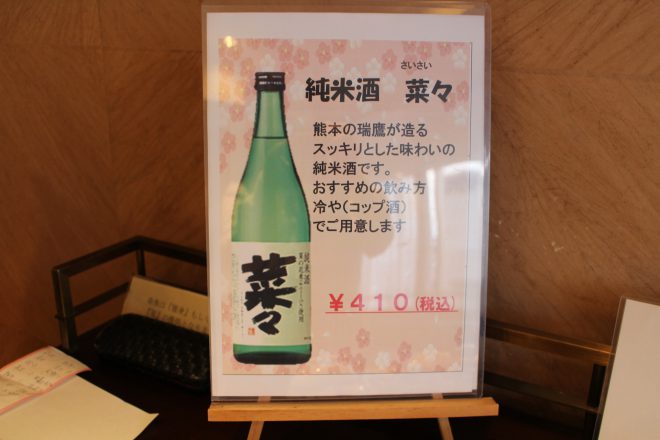 さいさい
純米酒　菜々
熊本の瑞鷹が造る
スッキリとした味わいの
純米酒です。
おすすめの飲み方
冷や(コップ酒)
でご用意します
￥４１０(税込)
純米酒
菜々